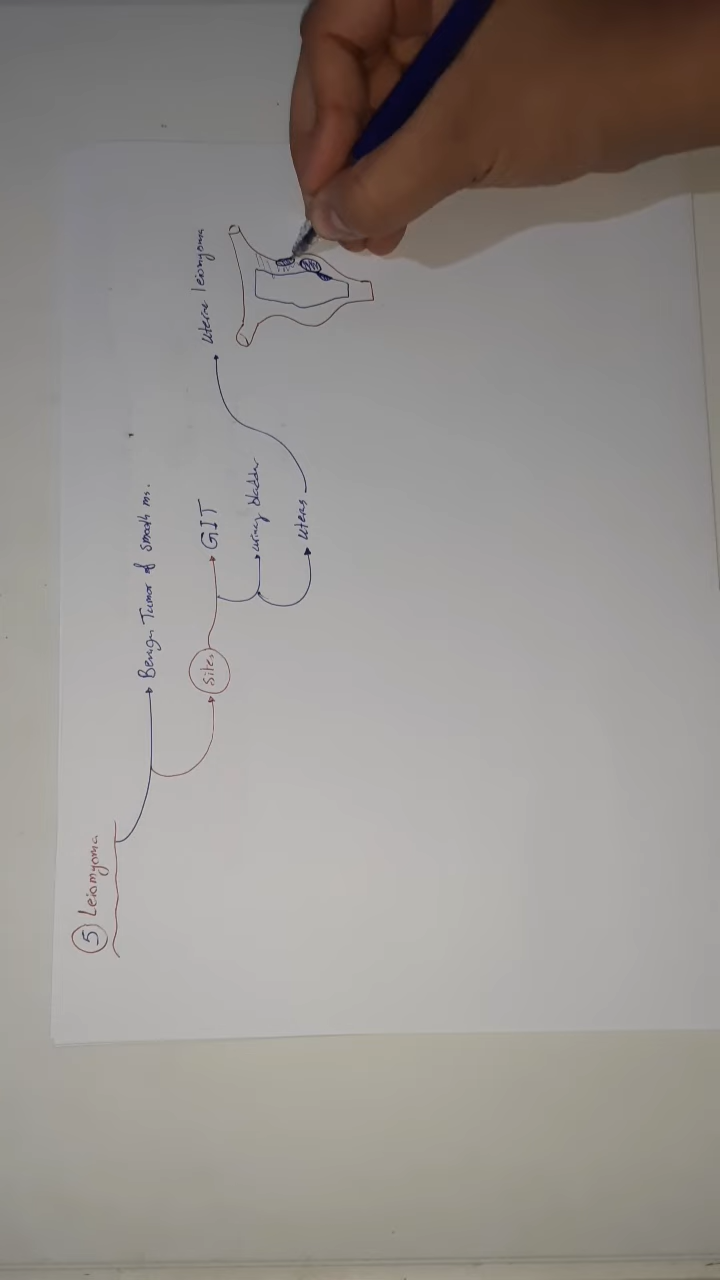 5 Leiomyoma
Benign Tumor of smooth ms.
Sites
GIT
urinary bladder
uterus
uterine leiomyoma